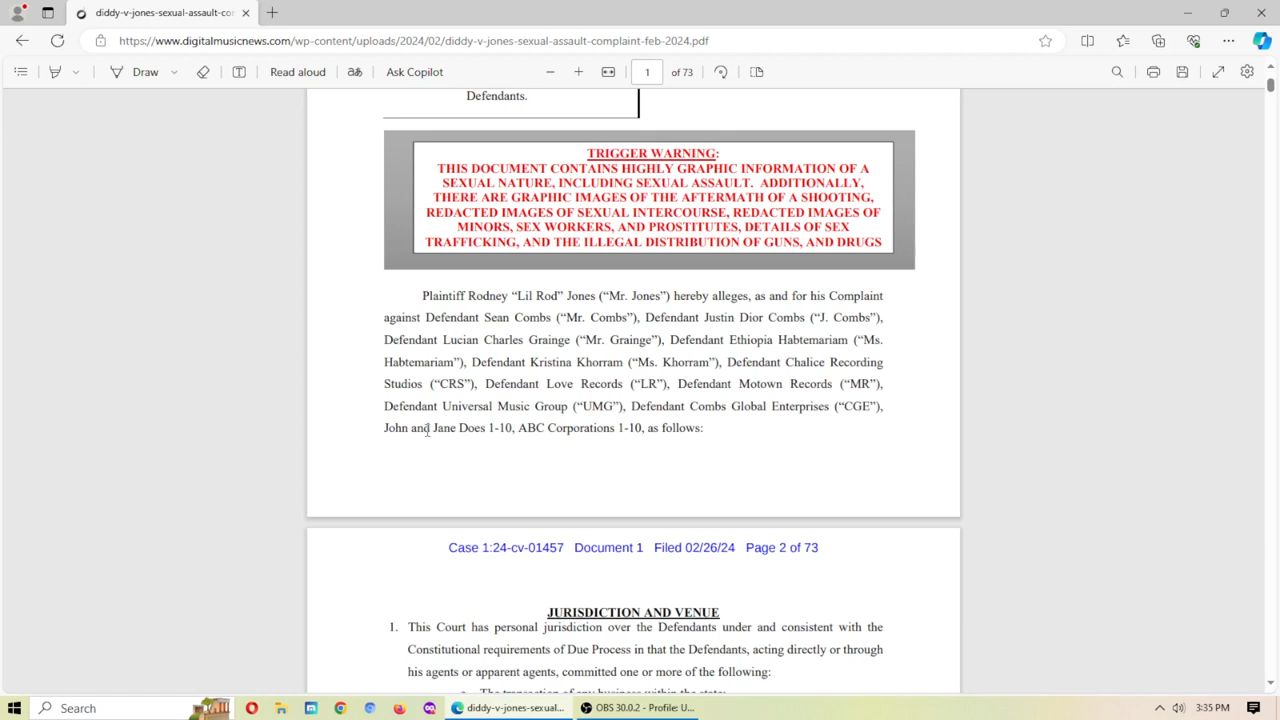 diddy-v-jones-sexual-assault-cor
https://www.digitalmusicnews.com/wp-content/uploads/2024/02/diddy-v-jones-sexual-assault-complaint-feb-2024.pdf
Draw
Read aloud
Ask Copilot
1 of 73
Defendants.
TRIGGER WARNING:
THIS DOCUMENT CONTAINS HIGHLY GRAPHIC INFORMATION OF A
SEXUAL NATURE, INCLUDING SEXUAL ASSAULT. ADDITIONALLY,
THERE ARE GRAPHIC IMAGES OF THE AFTERMATH OF A SHOOTING,
REDACTED IMAGES OF SEXUAL INTERCOURSE, REDACTED IMAGES OF
MINORS, SEX WORKERS, AND PROSTITUTES, DETAILS OF SEX
TRAFFICKING, AND THE ILLEGAL DISTRIBUTION OF GUNS, AND DRUGS
Plaintiff Rodney “Lil Rod” Jones (“Mr. Jones”) hereby alleges, as and for his Complaint
against Defendant Sean Combs (“Mr. Combs”), Defendant Justin Dior Combs (“J. Combs”),
Defendant Lucian Charles Grainge (“Mr. Grainge”), Defendant Ethiopia Habtemariam (“Ms.
Habtemariam”), Defendant Kristina Khorram (“Ms. Khorram”), Defendant Chalice Recording
Studios (“CRS”), Defendant Love Records (“LR”), Defendant Motown Records (“MR”),
Defendant Universal Music Group (“UMG”), Defendant Combs Global Enterprises (“CGE”),
John and Jane Does 1-10, ABC Corporations 1-10, as follows:
Case 1:24-cv-01457 Document 1 Filed 02/26/24 Page 2 of 73
JURISDICTION AND VENUE
1. This Court has personal jurisdiction over the Defendants under and consistent with the
Constitutional requirements of Due Process in that the Defendants, acting directly or through
his agents or apparent agents, committed one or more of the following:
The transaction of any business within the state;
Search
diddy-v-jones-sexual...
OBS 30.0.2 - Profile: U...
3:35 PM